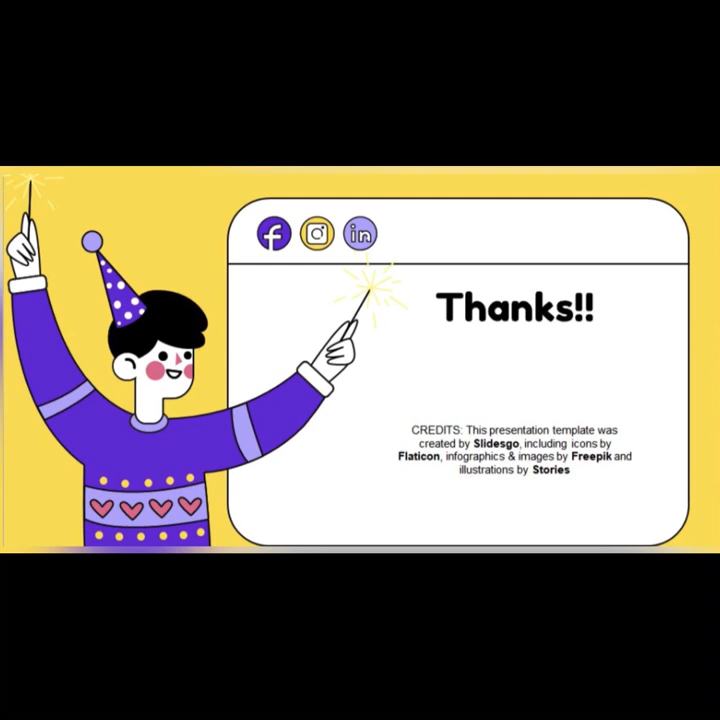 in
Thanks!!
CREDITS: This presentation template was
created by Slidesgo, including icons by
Flaticon, infographics & images by Freepik and
illustrations by Stories